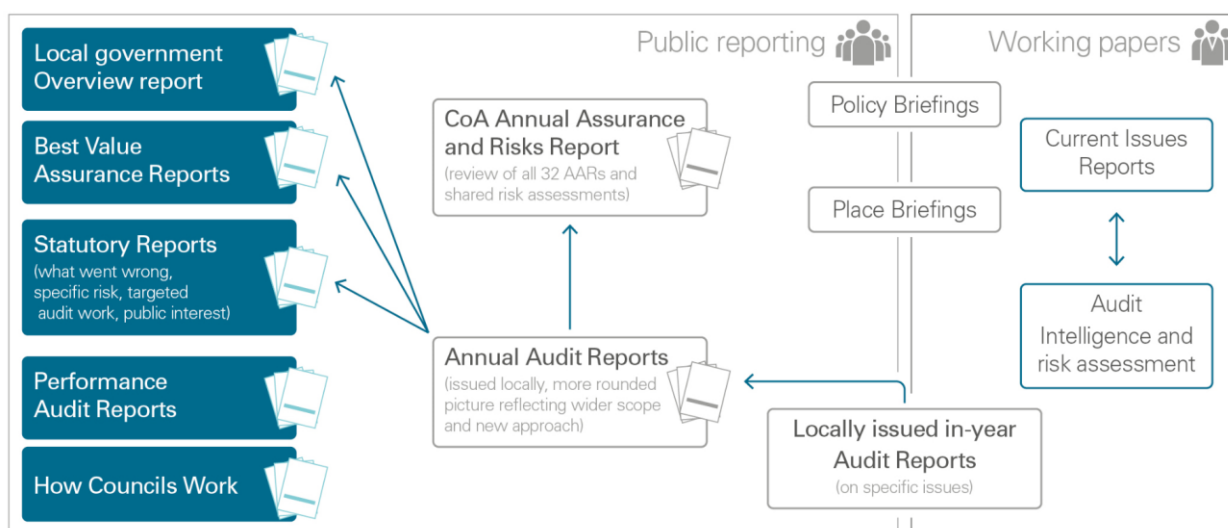 Public reporting
Working papers
Local government
Overview report
Best Value
Assurance Reports
Statutory Reports
(what went wrong,
specific risk, targeted
audit work, public interest)
Performance
Audit Reports
How Councils Work
CoA Annual Assurance
and Risks Report
(review of all 32 AARs and
shared risk assessments)
Annual Audit Reports
(issued locally, more rounded
picture reflecting wider scope
and new approach)
Policy Briefings
Place Briefings
Locally issued in-year
Audit Reports
(on specific issues)
Current Issues
Reports
Audit
Intelligence and
risk assessment